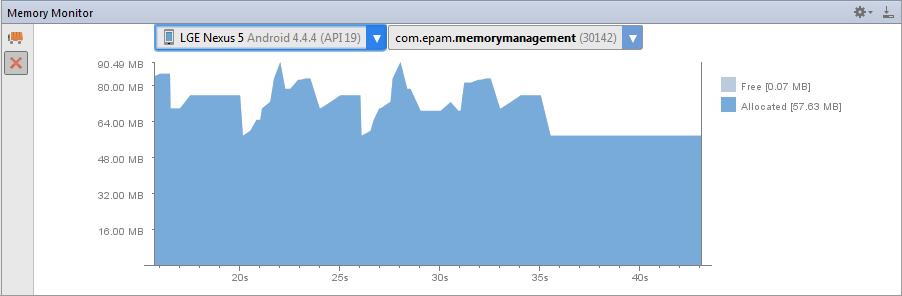 Memory Monitor
LGE Nexus 5 Android 4.4.4 (API 19)
com.epam.memorymanagement (30142)
90.49 MB
80.00 MB
64.00 MB
48.00 MB
32.00 MB
16.00 MB
Free [0.07 MB]
Allocated [57.63 MB]
20s
25s
30s
35s
40s